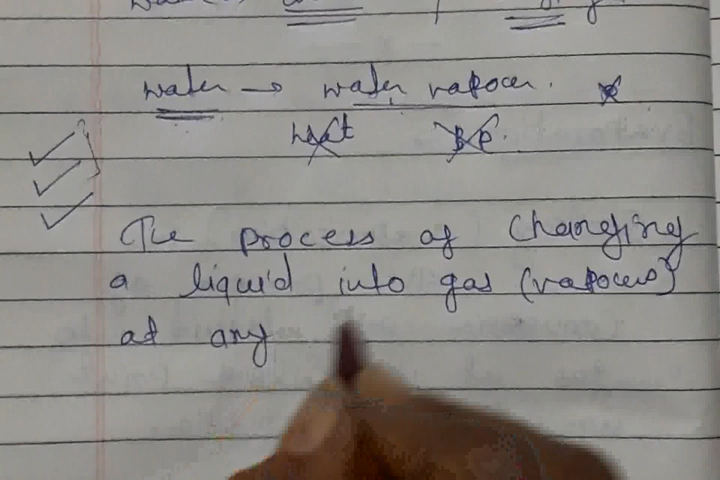 water → water vapour.
heat B.P.
The process of Changing
a liquid into gas (vapours)
at any